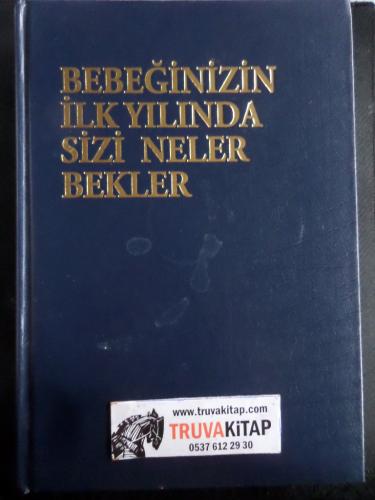 BEBEĞİNİZİN
İLK YILINDA
SİZİ NELER
BEKLER
www.truvakitap.com
TRUVAKİTAP
0537 612 29 30